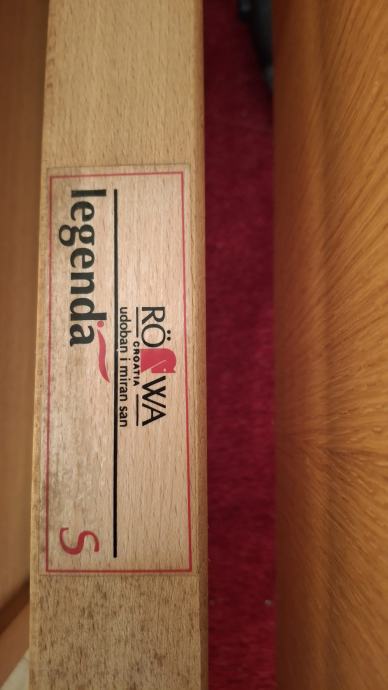 RÖWA
CROATIA
udoban i miran san
legenda S